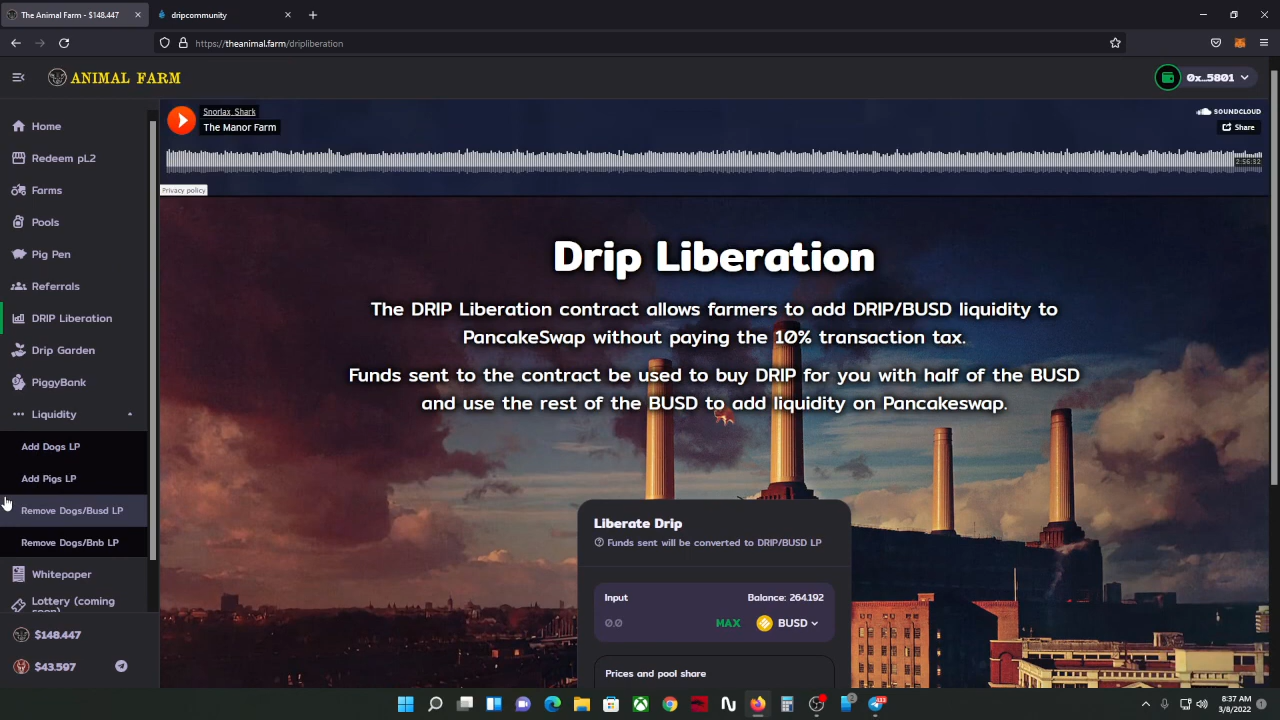 The Animal Farm - $148.447
dripcommunity
https://theanimal.farm/dripliberation
ANIMAL FARM
0x...5801
Home
Redeem pL2
Farms
Pools
Pig Pen
Referrals
DRIP Liberation
Drip Garden
PiggyBank
Liquidity
Add Dogs LP
Add Pigs LP
Remove Dogs/Busd LP
Remove Dogs/Bnb LP
Whitepaper
Lottery (coming
soon)
$148.447
$43.597
Snorlax_Shark
The Manor Farm
SOUNDCLOUD
Share
2:56:32
Privacy policy
Drip Liberation
The DRIP Liberation contract allows farmers to add DRIP/BUSD liquidity to
PancakeSwap without paying the 10% transaction tax.
Funds sent to the contract be used to buy DRIP for you with half of the BUSD
and use the rest of the BUSD to add liquidity on Pancakeswap.
Liberate Drip
Funds sent will be converted to DRIP/BUSD LP
Input
Balance: 264.192
0.0
MAX
BUSD
Prices and pool share
8:37 AM
3/8/2022